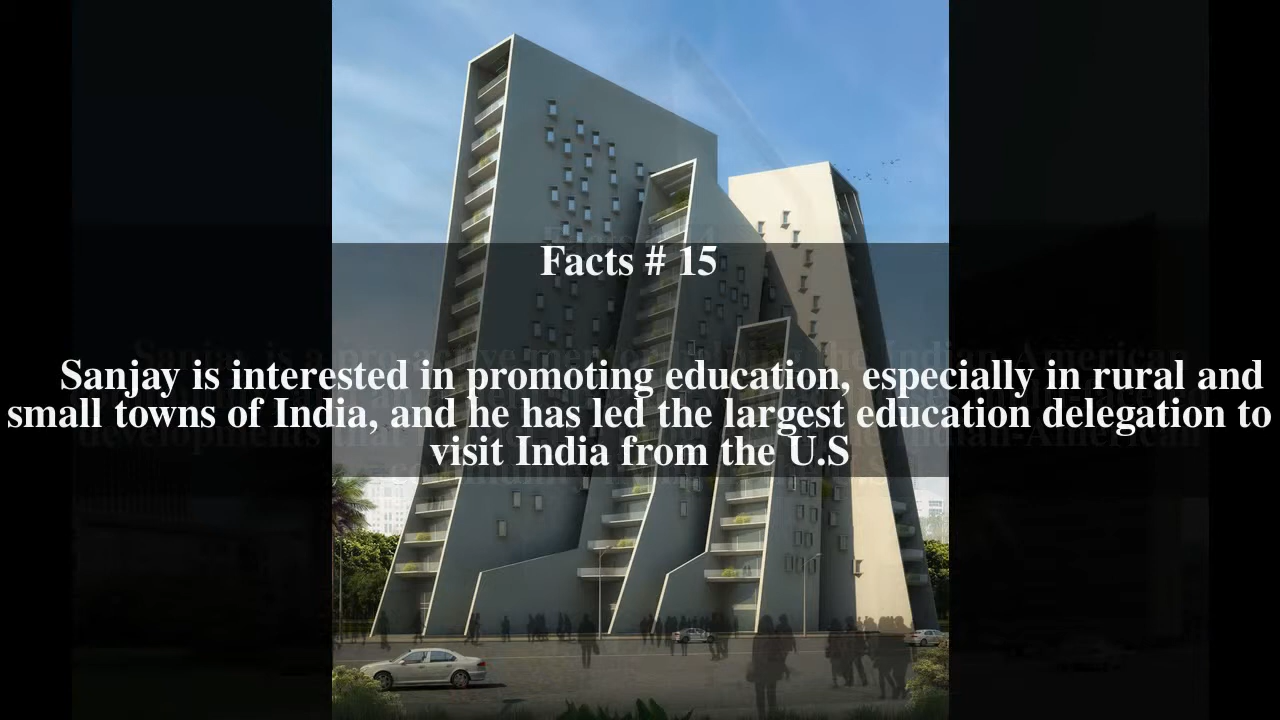 Facts # 15
Sanjay is interested in promoting education, especially in rural and
small towns of India, and he has led the largest education delegation to
visit India from the U.S